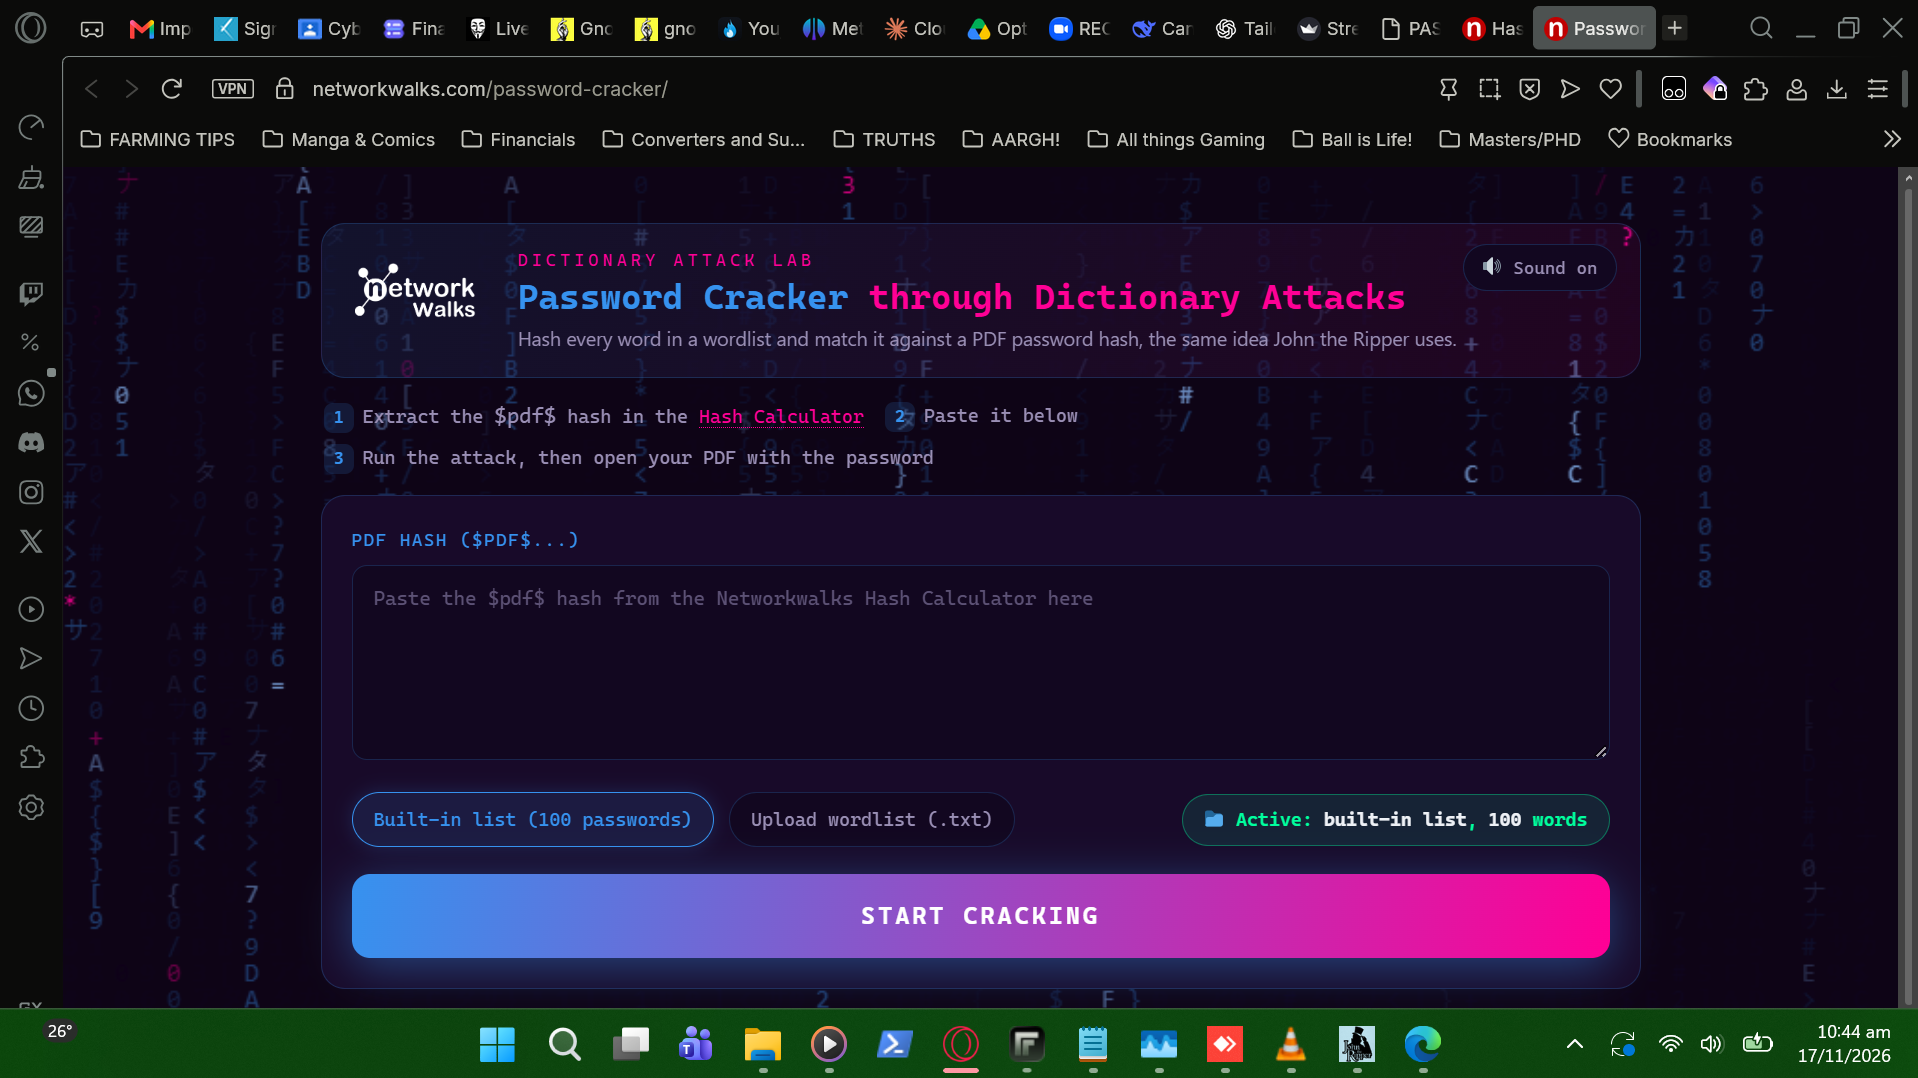 Imp
Sign
Cyb
Fina
Live
Gno
gno
You
Met
Clo
Opt
REC
Can
Tail
Stre
PAS
Has
Passwor
VPN
networkwalks.com/password-cracker/
FARMING TIPS
Manga & Comics
Financials
Converters and Su...
TRUTHS
AARGH!
All things Gaming
Ball is Life!
Masters/PHD
Bookmarks
networkwalks
DICTIONARY ATTACK LAB
Password Cracker through Dictionary Attacks
Hash every word in a wordlist and match it against a PDF password hash, the same idea John the Ripper uses.
Sound on
1 Extract the $pdf$ hash in the Hash Calculator
2 Paste it below
3 Run the attack, then open your PDF with the password
PDF HASH ($PDF$...)
Paste the $pdf$ hash from the Networkwalks Hash Calculator here
Built-in list (100 passwords)
Upload wordlist (.txt)
Active: built-in list, 100 words
START CRACKING
26°
10:44 am
17/11/2026